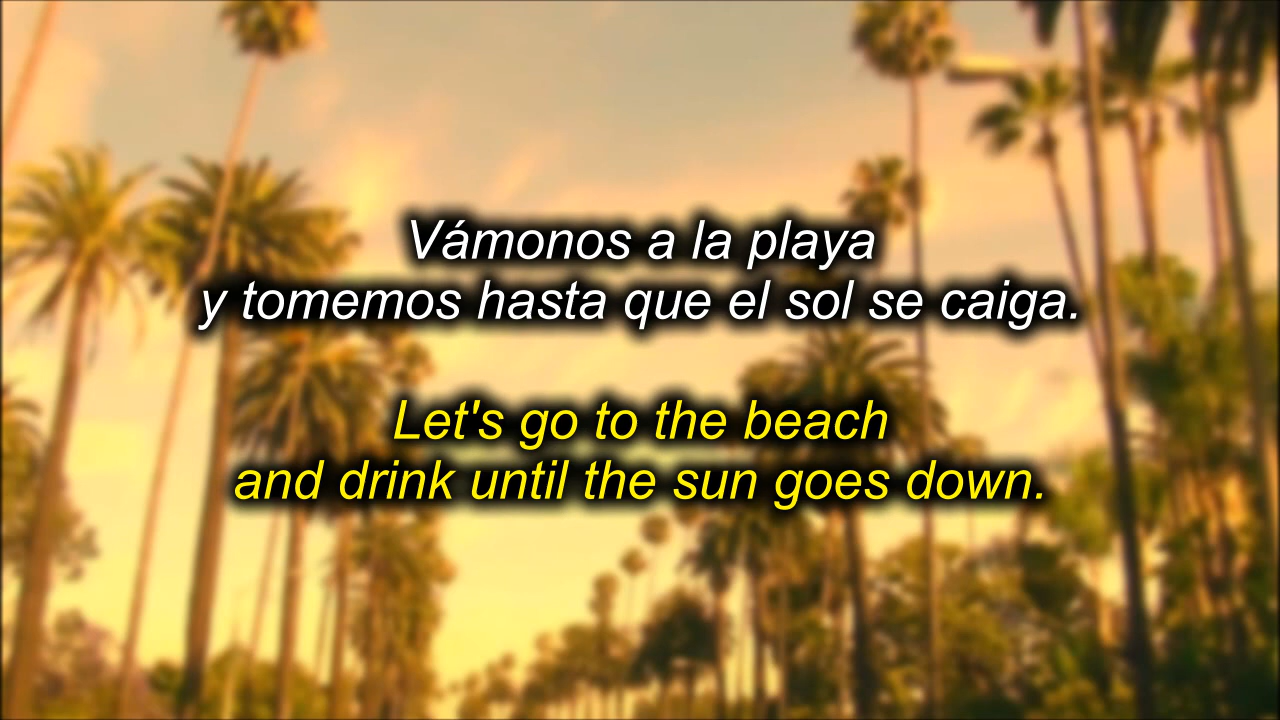 Vámonos a la playa
y tomemos hasta que el sol se caiga.
Let's go to the beach
and drink until the sun goes down.